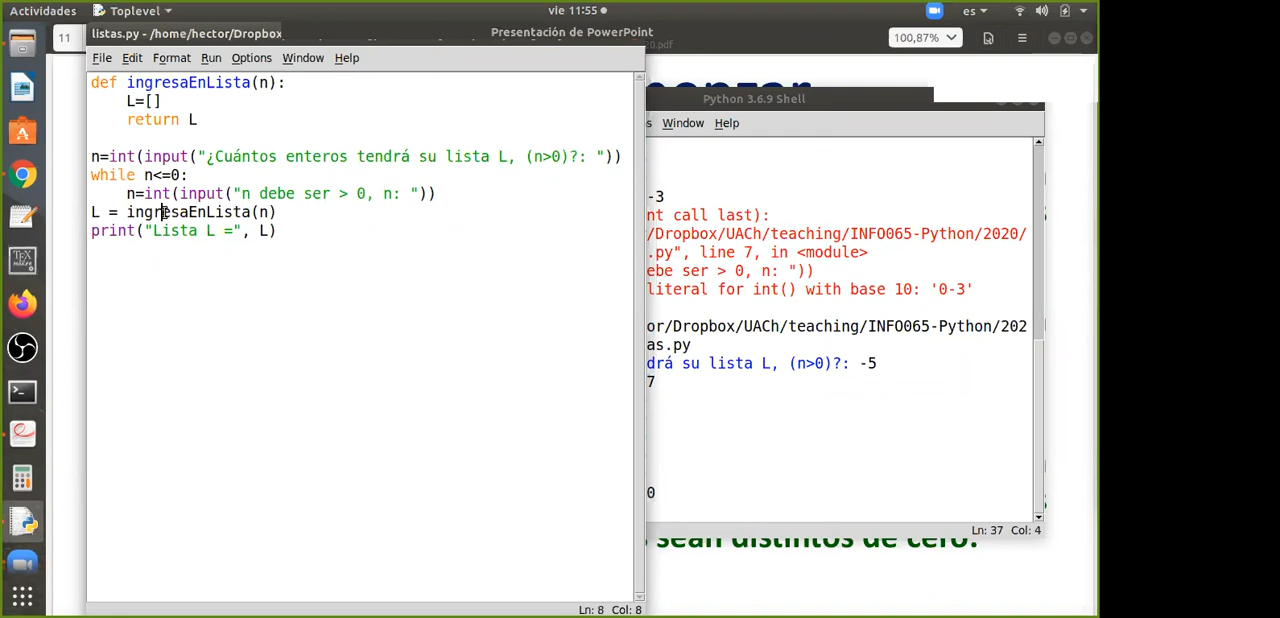 Actividades Toplevel vie 11:55 es
11 listas.py - /home/hector/Dropbox Presentación de PowerPoint 100,87%
20.pdf
File Edit Format Run Options Window Help
def ingresaEnLista(n):
L=[]
return L
n=int(input("¿Cuántos enteros tendrá su lista L, (n>0)?: "))
while n<=0:
n=int(input("n debe ser > 0, n: "))
L = ingresaEnLista(n)
print("Lista L =", L)
Ln: 8 Col: 8
Python 3.6.9 Shell
s Window Help
-3
nt call last):
/Dropbox/UACh/teaching/INFO065-Python/2020/
.py", line 7, in <module>
ebe ser > 0, n: "))
literal for int() with base 10: '0-3'
or/Dropbox/UACh/teaching/INFO065-Python/202
as.py
drá su lista L, (n>0)?: -5
7
0
Ln: 37 Col: 4
s sean distintos de cero.